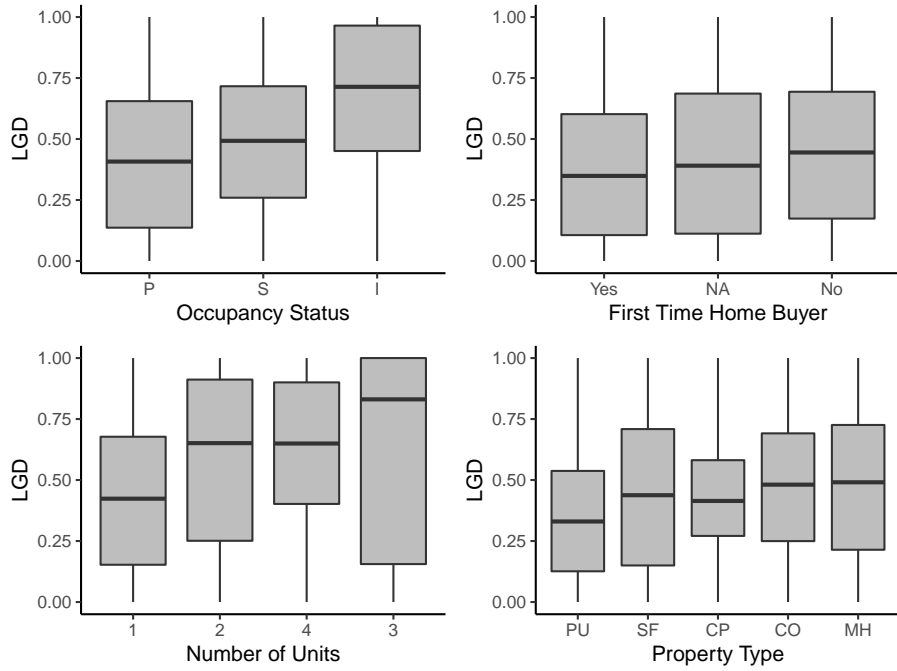 LGD
1.00
0.75
0.50
0.25
0.00
P S I
Occupancy Status
LGD
1.00
0.75
0.50
0.25
0.00
Yes NA No
First Time Home Buyer
LGD
1.00
0.75
0.50
0.25
0.00
1 2 4 3
Number of Units
LGD
1.00
0.75
0.50
0.25
0.00
PU SF CP CO MH
Property Type